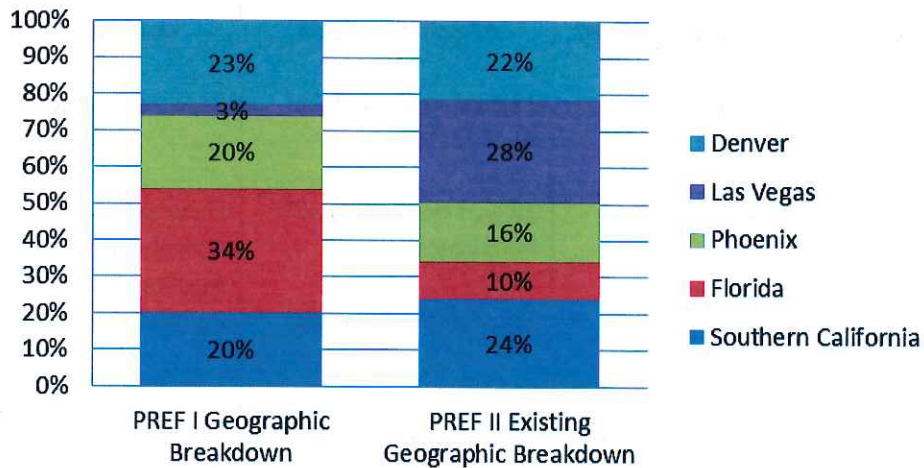 100%
90%
80%
70%
60%
50%
40%
30%
20%
10%
0%
23%
3%
20%
34%
20%
22%
28%
16%
10%
24%
PREF I Geographic
Breakdown
PREF II Existing
Geographic Breakdown
Denver
Las Vegas
Phoenix
Florida
Southern California